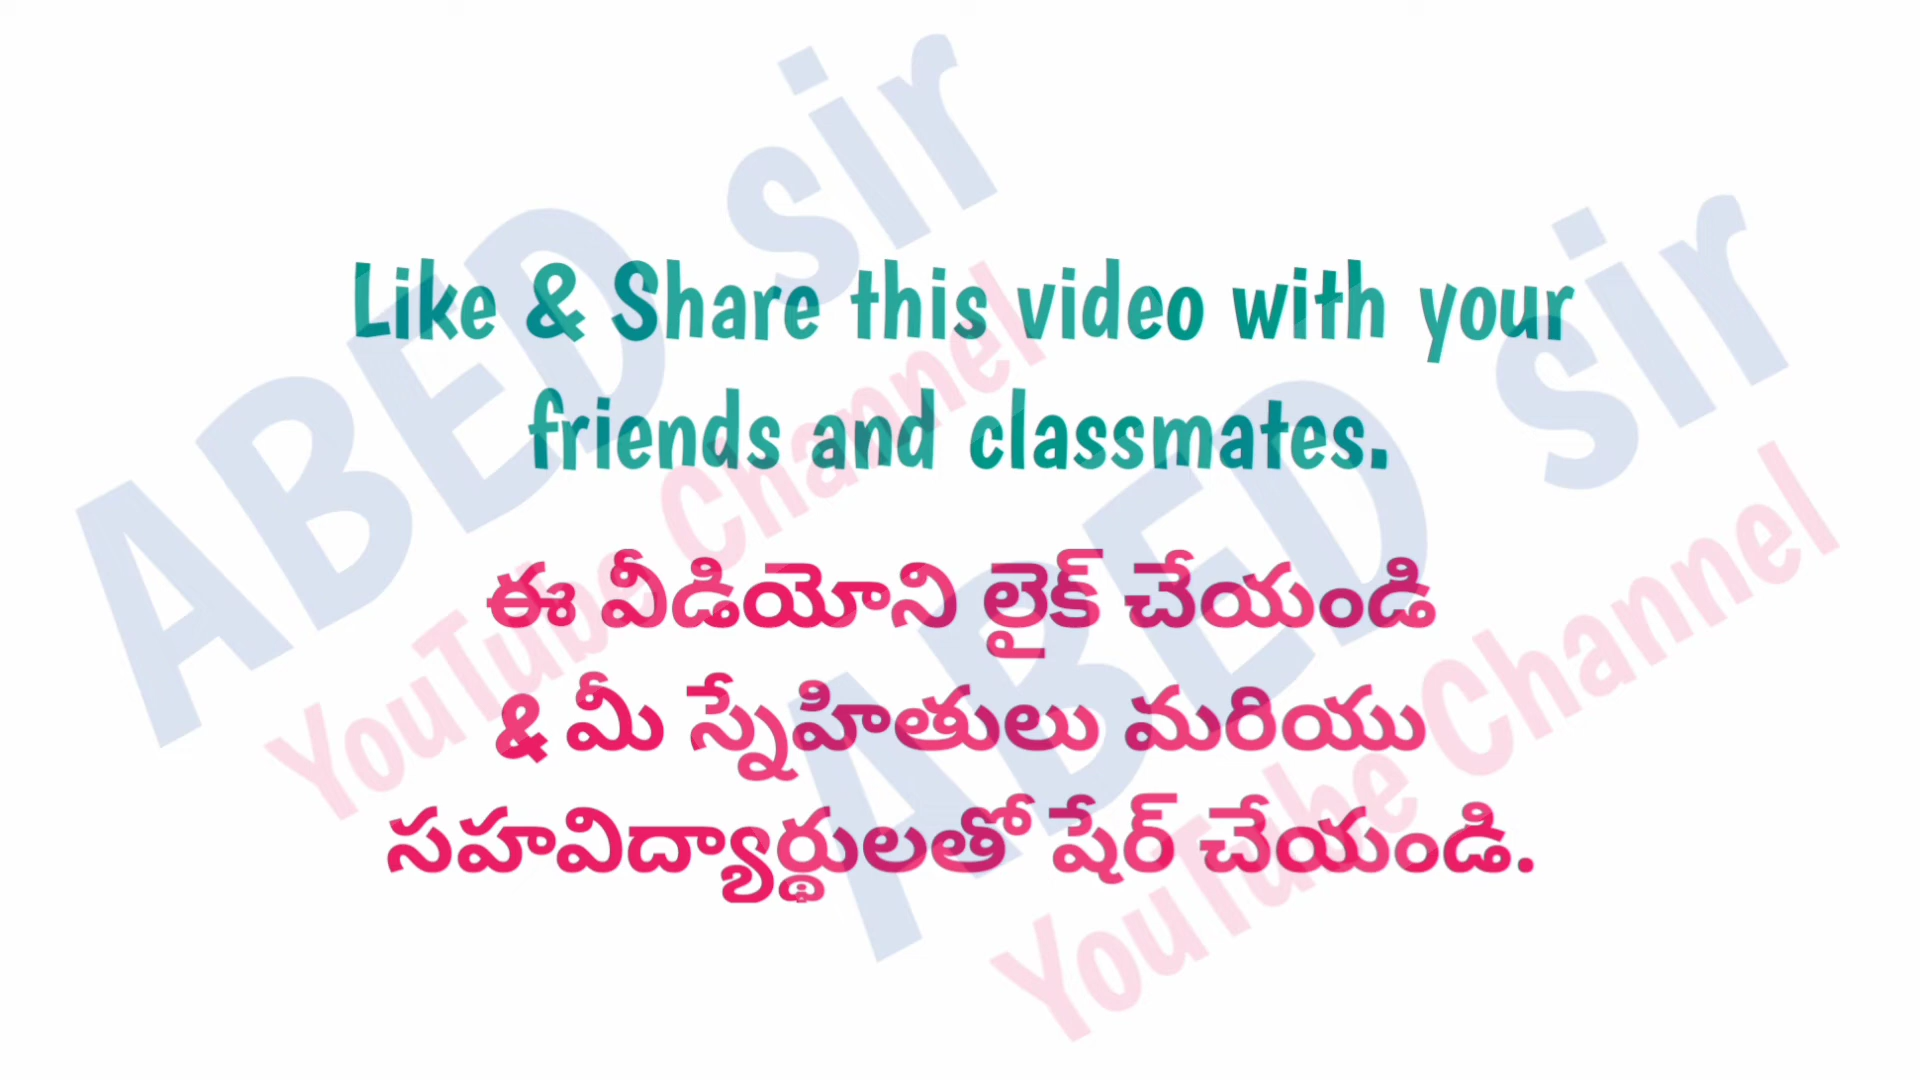 Like & Share this video with your
friends and classmates.
ఈ వీడియోని లైక్ చేయండి
& మీ స్నేహితులు మరియు
సహవిద్యార్థులతో షేర్ చేయండి.
ABED sir
YouTube Channel
ABED sir
YouTube Channel